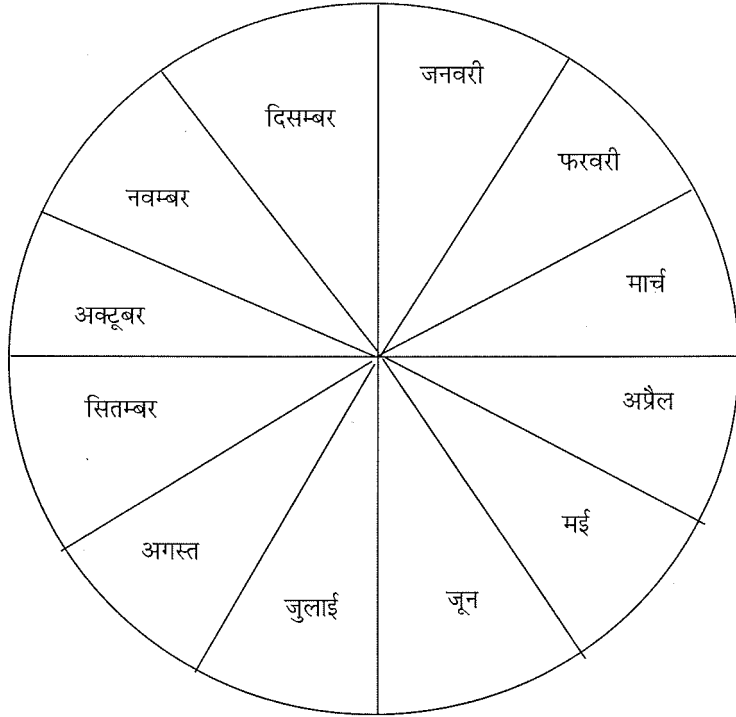 जनवरी
फरवरी
मार्च
अप्रैल
मई
जून
जुलाई
अगस्त
सितम्बर
अक्टूबर
नवम्बर
दिसम्बर